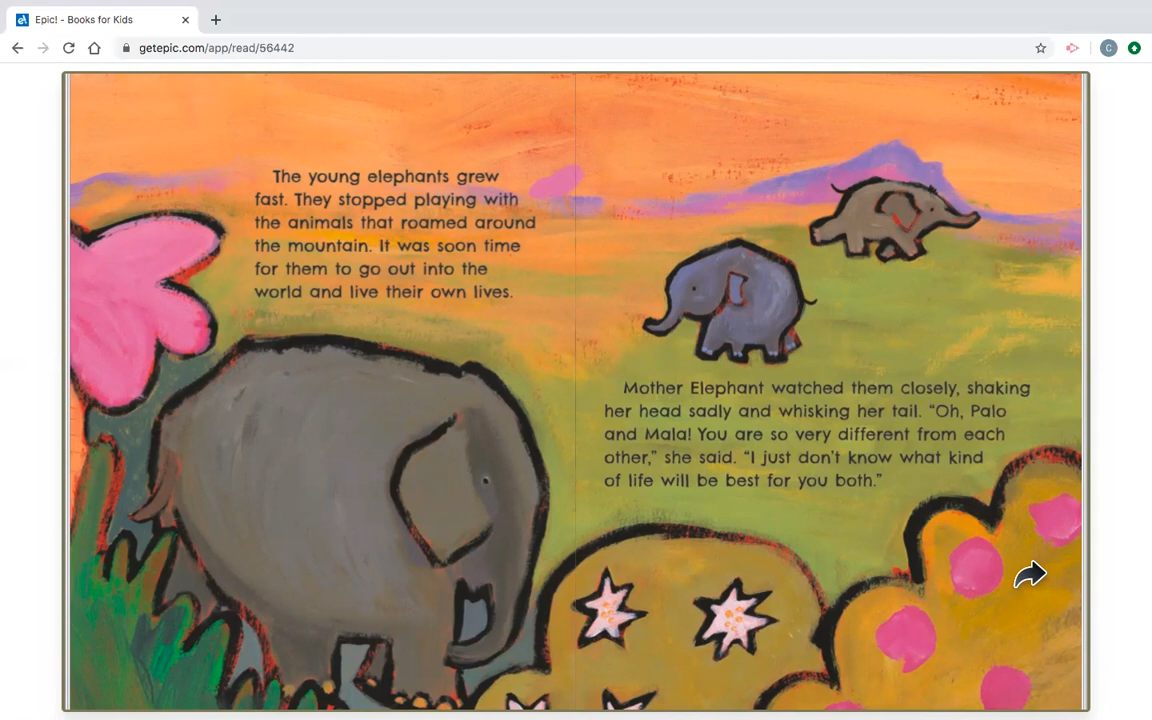 Epic! - Books for Kids
getepic.com/app/read/56442
C
The young elephants grew
fast. They stopped playing with
the animals that roamed around
the mountain. It was soon time
for them to go out into the
world and live their own lives.
Mother Elephant watched them closely, shaking
her head sadly and whisking her tail. “Oh, Palo
and Mala! You are so very different from each
other,” she said. “I just don’t know what kind
of life will be best for you both.”